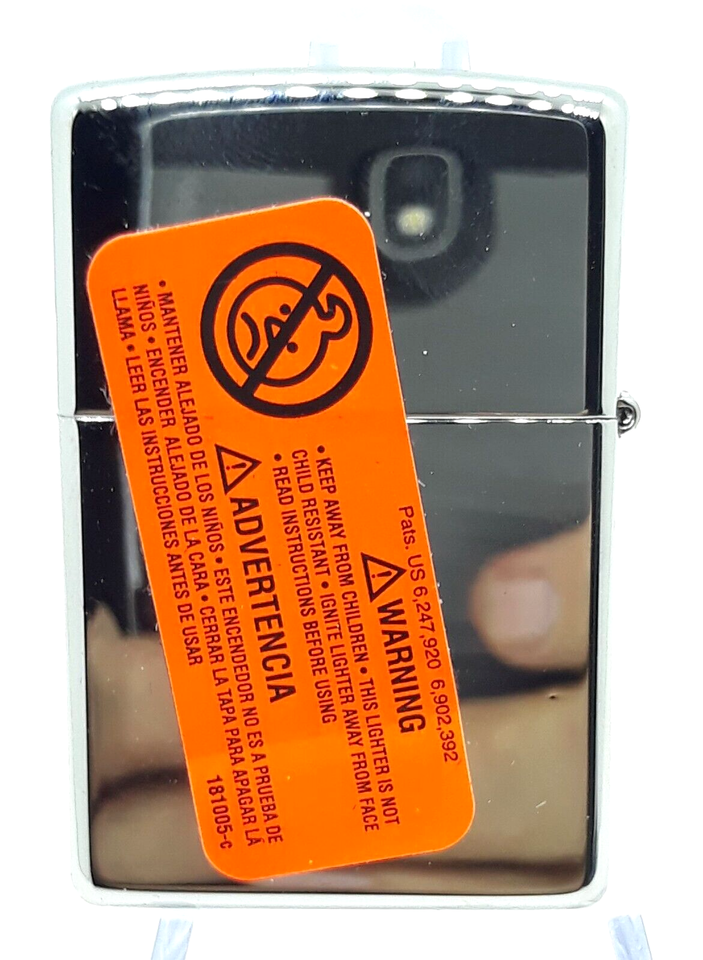 Pats. US 6,247,920 6,902,392
WARNING
• KEEP AWAY FROM CHILDREN • THIS LIGHTER IS NOT
CHILD RESISTANT • IGNITE LIGHTER AWAY FROM FACE
• READ INSTRUCTIONS BEFORE USING
ADVERTENCIA
• MANTENER ALEJADO DE LOS NIÑOS • ESTE ENCENDEDOR NO ES A PRUEBA DE
NIÑOS • ENCENDER ALEJADO DE LA CARA • CERRAR LA TAPA PARA APAGAR LA
LLAMA • LEER LAS INSTRUCCIONES ANTES DE USAR
181005-c